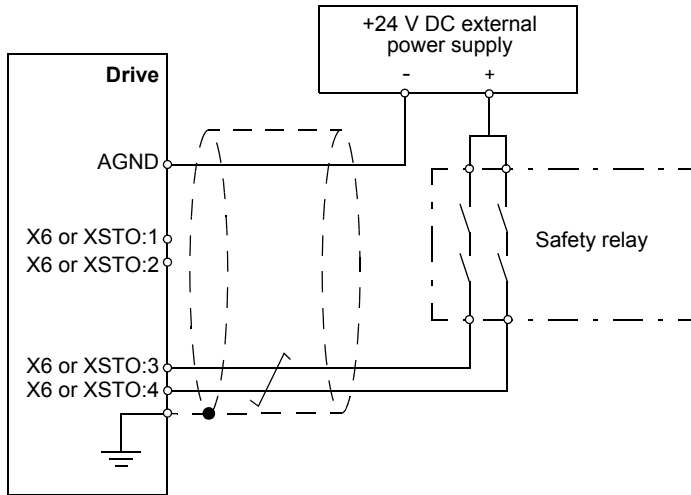 +24 V DC external
power supply
- +
Drive
AGND
X6 or XSTO:1
X6 or XSTO:2
Safety relay
X6 or XSTO:3
X6 or XSTO:4